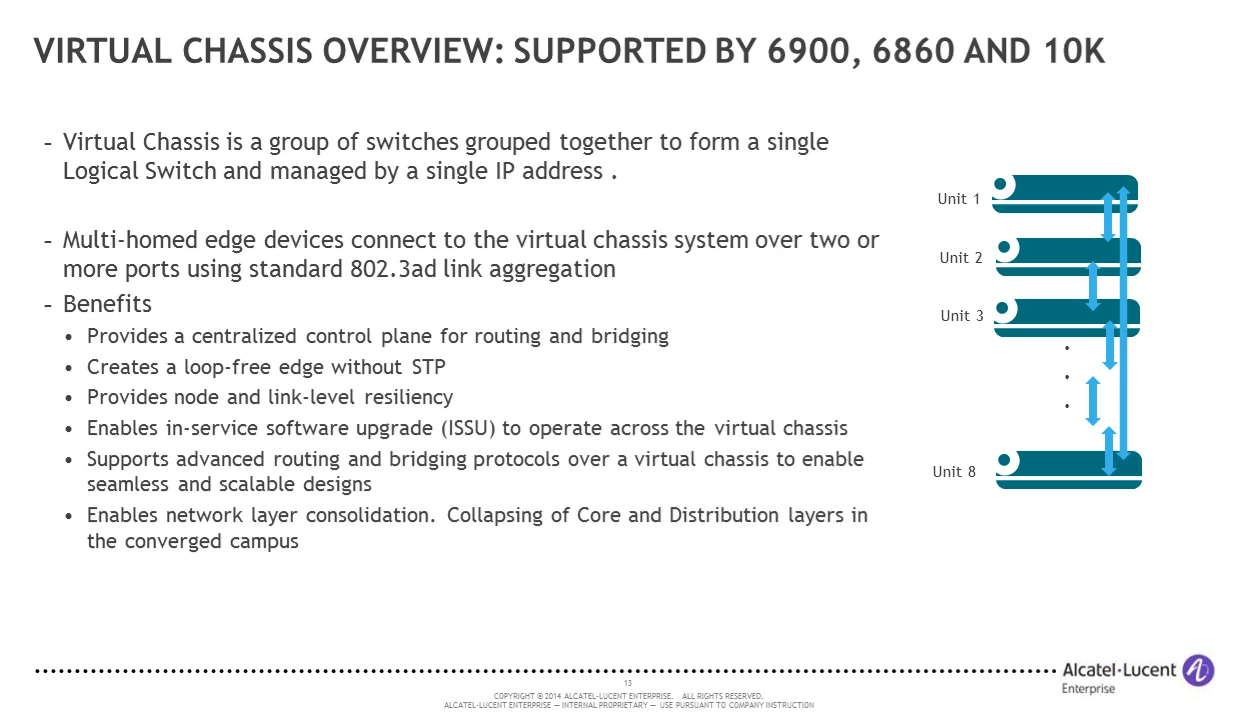 VIRTUAL CHASSIS OVERVIEW: SUPPORTED BY 6900, 6860 AND 10K
– Virtual Chassis is a group of switches grouped together to form a single
Logical Switch and managed by a single IP address .
– Multi-homed edge devices connect to the virtual chassis system over two or
more ports using standard 802.3ad link aggregation
– Benefits
• Provides a centralized control plane for routing and bridging
• Creates a loop-free edge without STP
• Provides node and link-level resiliency
• Enables in-service software upgrade (ISSU) to operate across the virtual chassis
• Supports advanced routing and bridging protocols over a virtual chassis to enable
seamless and scalable designs
• Enables network layer consolidation. Collapsing of Core and Distribution layers in
the converged campus
Unit 1
Unit 2
Unit 3
Unit 8
13
COPYRIGHT © 2014 ALCATEL-LUCENT ENTERPRISE. ALL RIGHTS RESERVED.
ALCATEL-LUCENT ENTERPRISE — INTERNAL PROPRIETARY — USE PURSUANT TO COMPANY INSTRUCTION
Alcatel·Lucent
Enterprise